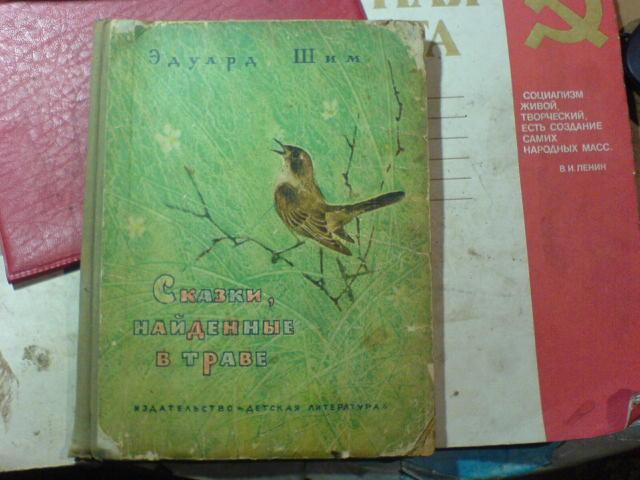 Эдуард Шим
Сказки,
найденные
в траве
ИЗДАТЕЛЬСТВО «ДЕТСКАЯ ЛИТЕРАТУРА»
СОЦИАЛИЗМ
ЖИВОЙ,
ТВОРЧЕСКИЙ,
ЕСТЬ СОЗДАНИЕ
САМИХ
НАРОДНЫХ МАСС.
В.И. ЛЕНИН